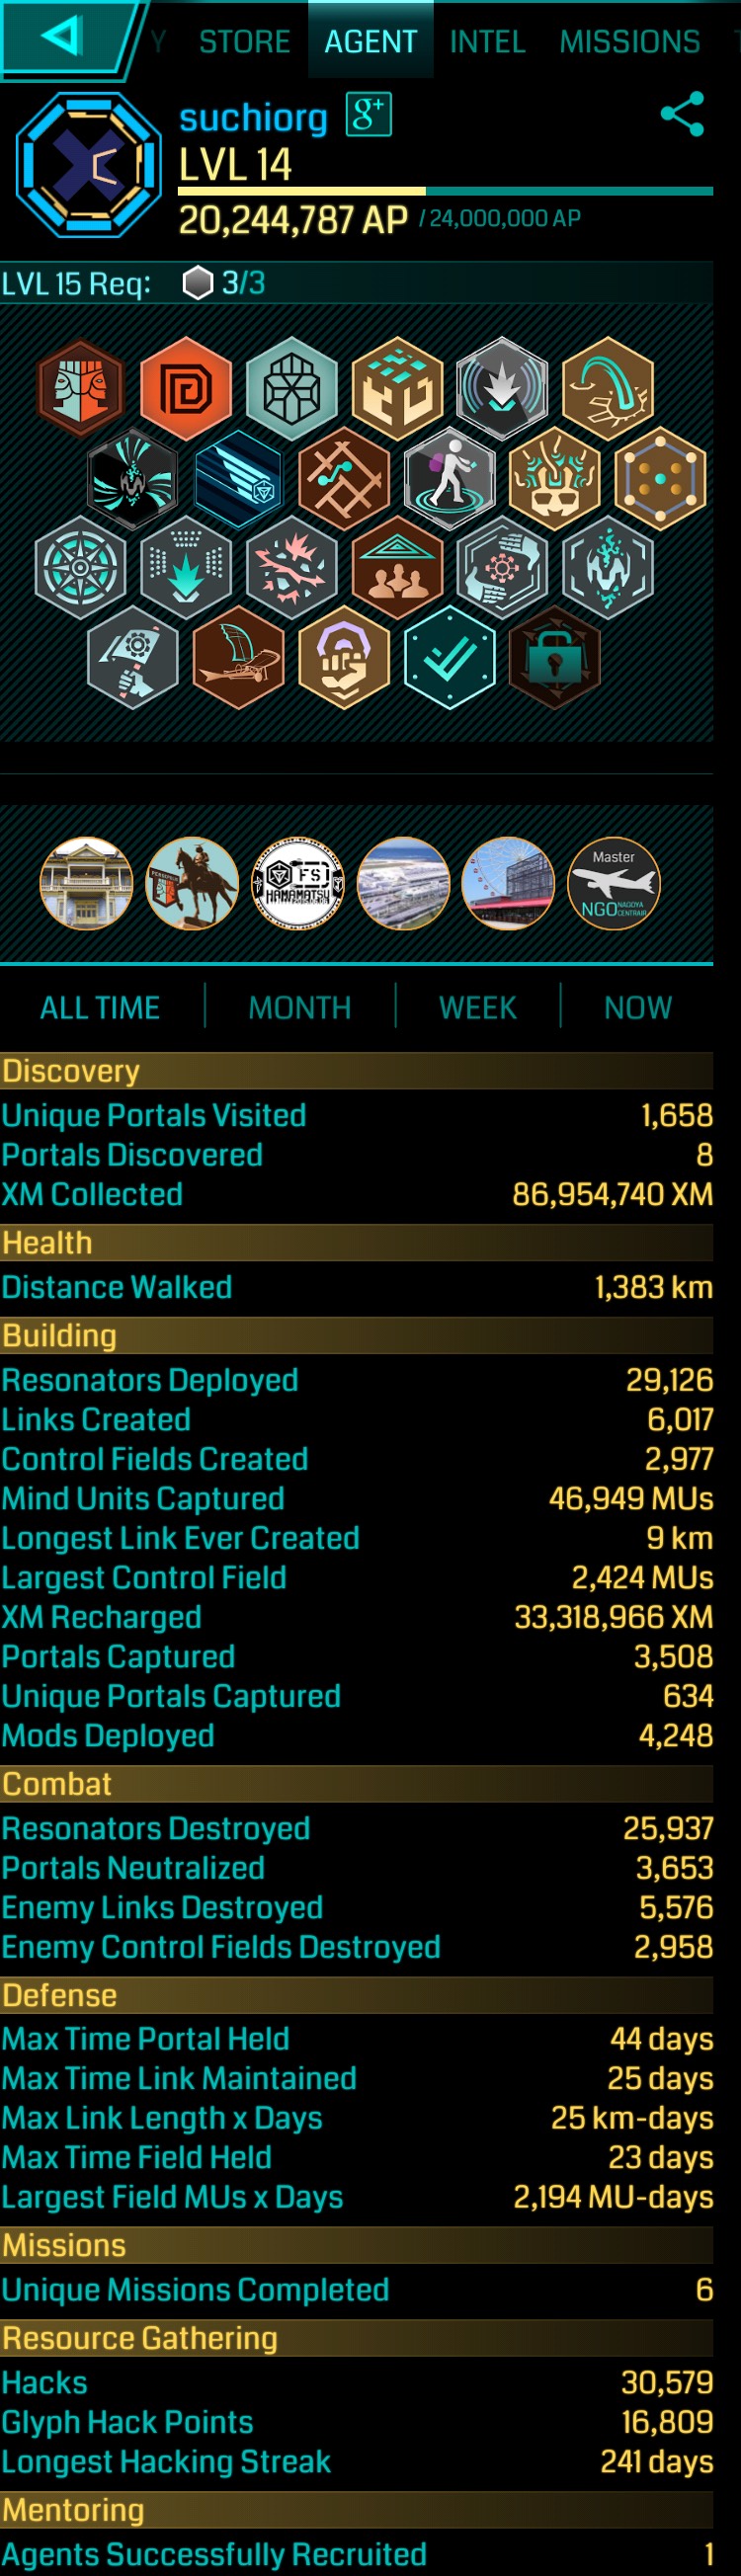 STORE AGENT INTEL MISSIONS
suchiorg g+
LVL 14
20,244,787 AP / 24,000,000 AP
LVL 15 Req: 3/3
PERSEPOLIS
FS
HAMAMATSU
Master
NGO NAGOYA
CENTRAIR
ALL TIME MONTH WEEK NOW
Discovery
Unique Portals Visited 1,658
Portals Discovered 8
XM Collected 86,954,740 XM
Health
Distance Walked 1,383 km
Building
Resonators Deployed 29,126
Links Created 6,017
Control Fields Created 2,977
Mind Units Captured 46,949 MUs
Longest Link Ever Created 9 km
Largest Control Field 2,424 MUs
XM Recharged 33,318,966 XM
Portals Captured 3,508
Unique Portals Captured 634
Mods Deployed 4,248
Combat
Resonators Destroyed 25,937
Portals Neutralized 3,653
Enemy Links Destroyed 5,576
Enemy Control Fields Destroyed 2,958
Defense
Max Time Portal Held 44 days
Max Time Link Maintained 25 days
Max Link Length x Days 25 km-days
Max Time Field Held 23 days
Largest Field MUs x Days 2,194 MU-days
Missions
Unique Missions Completed 6
Resource Gathering
Hacks 30,579
Glyph Hack Points 16,809
Longest Hacking Streak 241 days
Mentoring
Agents Successfully Recruited 1